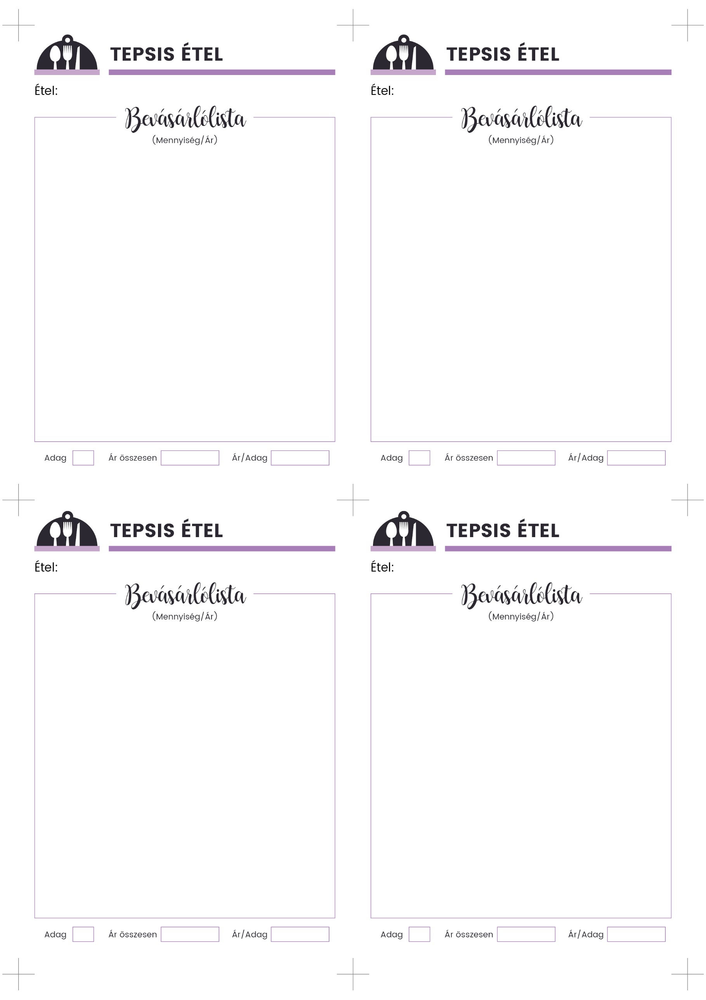 TEPSIS ÉTEL
Étel:
Bevásárlólista
(Mennyiség/Ár)
Adag Ár összesen Ár/Adag
TEPSIS ÉTEL
Étel:
Bevásárlólista
(Mennyiség/Ár)
Adag Ár összesen Ár/Adag
TEPSIS ÉTEL
Étel:
Bevásárlólista
(Mennyiség/Ár)
Adag Ár összesen Ár/Adag
TEPSIS ÉTEL
Étel:
Bevásárlólista
(Mennyiség/Ár)
Adag Ár összesen Ár/Adag